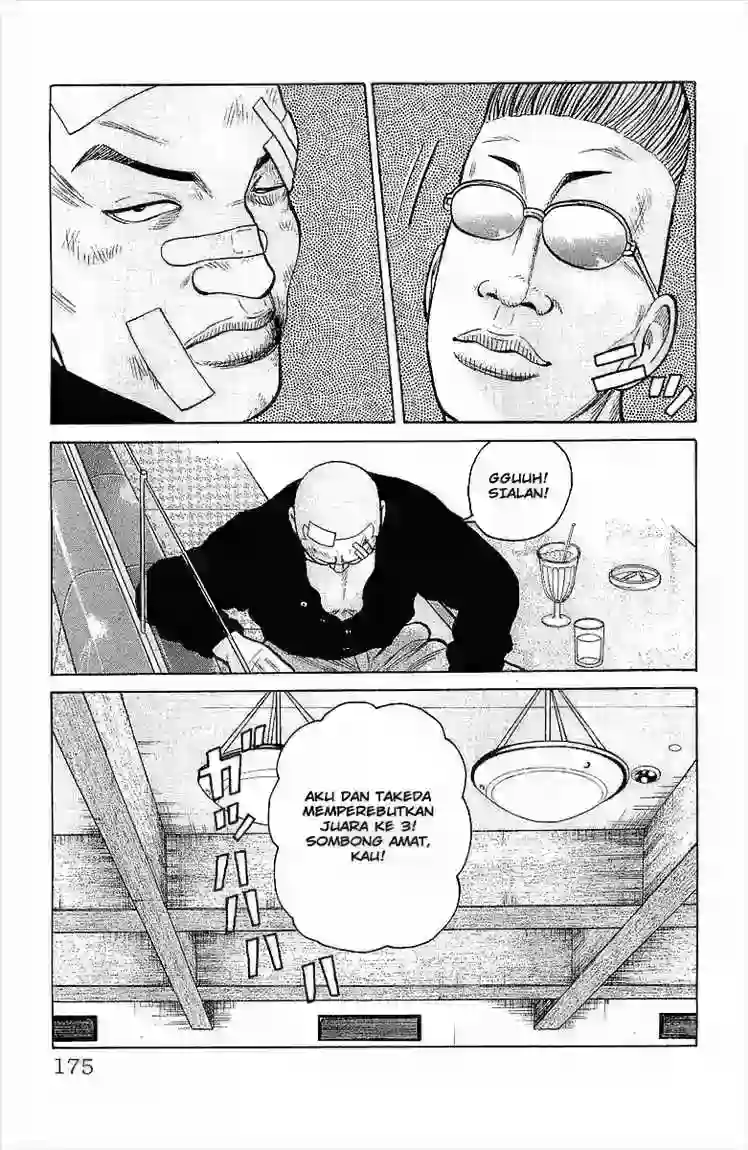 GGUUH!
SIALAN!
AKU DAN TAKEDA
MEMPEREBUTKAN
JUARA KE 3!
SOMBONG AMAT,
KAU!
175